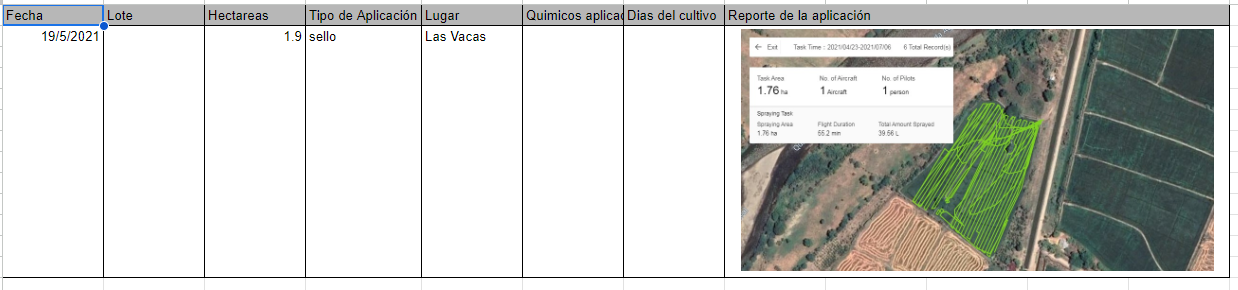 Fecha Lote Hectareas Tipo de Aplicación Lugar Quimicos aplica Dias del cultivo Reporte de la aplicación
19/5/2021 1.9 sello Las Vacas
Exit Task Time : 2021/04/23-2021/07/06 6 Total Record(s)
Task Area No. of Aircraft No. of Pilots
1.76 ha 1 Aircraft 1 person
Spraying Task
Spraying Area Flight Duration Total Amount Sprayed
1.76 ha 55.2 min 39.56 L